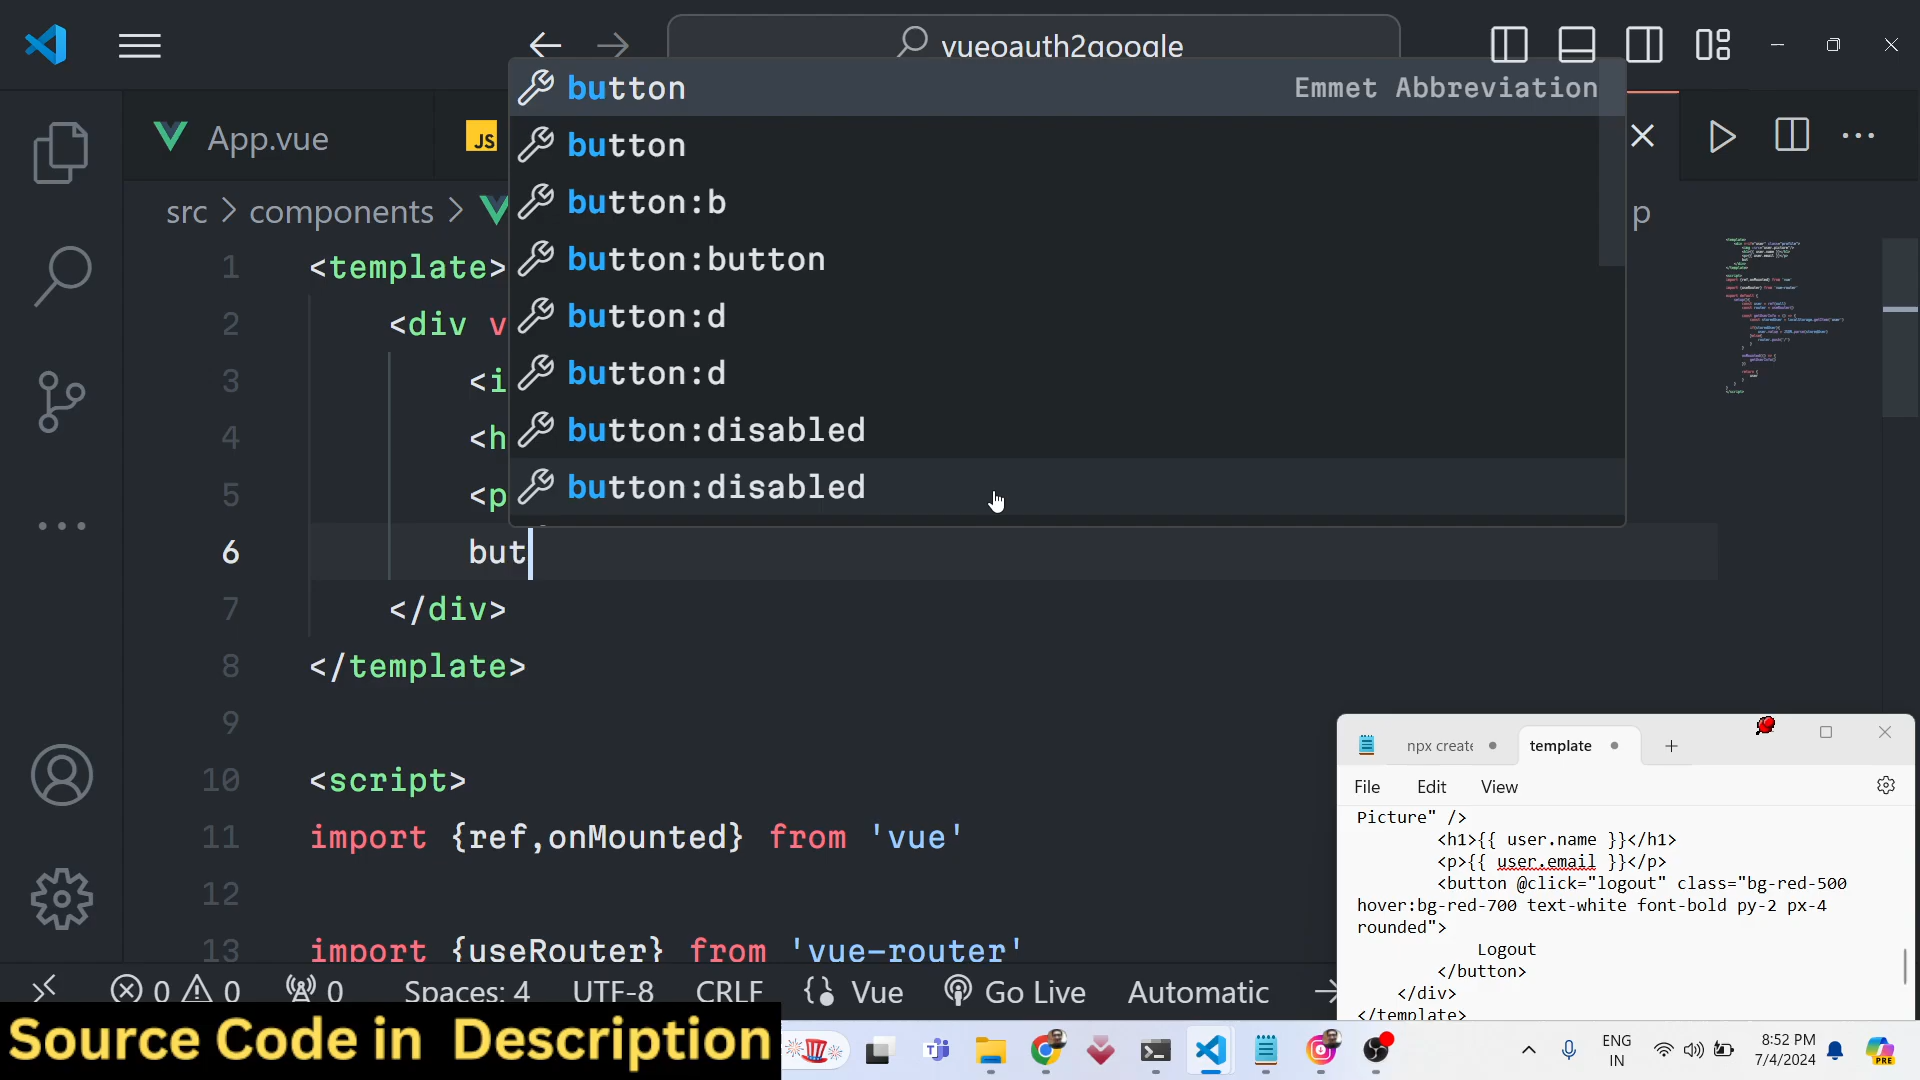 vueoauth2google
App.vue
JS
src > components >
p
button Emmet Abbreviation
button
button:b
button:button
button:d
button:d
button:disabled
button:disabled
1 <template>
2 <div v
3 <i
4 <h
5 <p
6 but
7 </div>
8 </template>
9
10 <script>
11 import {ref,onMounted} from 'vue'
12
13 import {useRouter} from 'vue-router'
0 0 0 Spaces: 4 UTF-8 CRLF Vue Go Live Automatic
npx create template
File Edit View
Picture" />
<h1>{{ user.name }}</h1>
<p>{{ user.email }}</p>
<button @click="logout" class="bg-red-500
hover:bg-red-700 text-white font-bold py-2 px-4
rounded">
Logout
</button>
</div>
</template>
Source Code in Description
ENG
IN
8:52 PM
7/4/2024
PRE